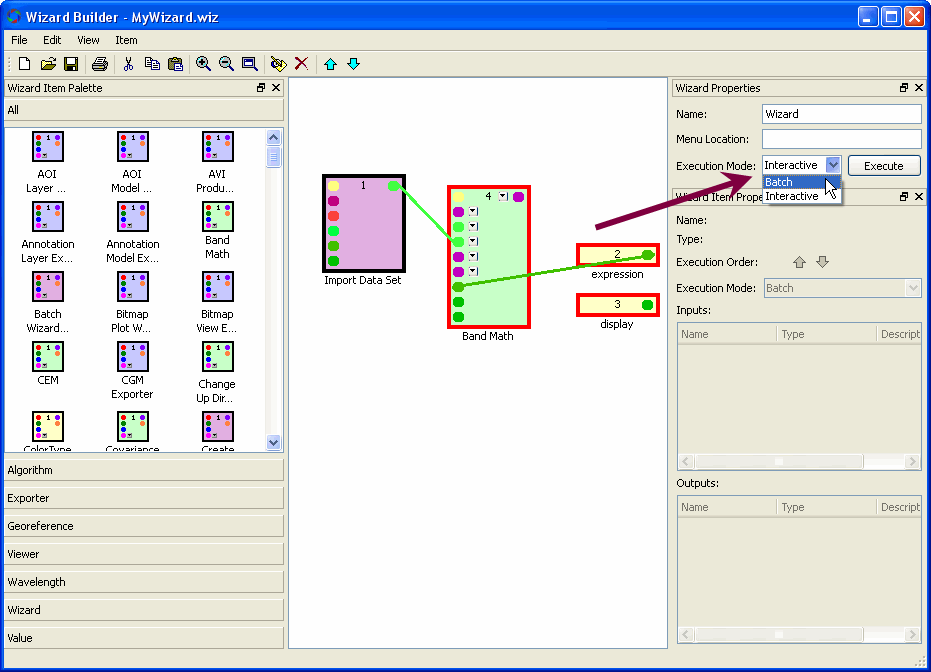 Wizard Builder - MyWizard.wiz
File Edit View Item
Wizard Item Palette
All
AOI Layer ...
AOI Model ...
AVI Produ...
Annotation Layer Ex...
Annotation Model Ex...
Band Math
Batch Wizard...
Bitmap Plot W...
Bitmap View E...
CEM
CGM Exporter
Change Up Dir...
ColorType
Covariance
Create
Algorithm
Exporter
Georeference
Viewer
Wavelength
Wizard
Value
1
Import Data Set
4
Band Math
2
expression
3
display
Wizard Properties
Name: Wizard
Menu Location:
Execution Mode: Interactive Execute
Batch
Interactive
Wizard Item Prope
Name:
Type:
Execution Order:
Execution Mode: Batch
Inputs:
Name Type Descript
Outputs:
Name Type Descript